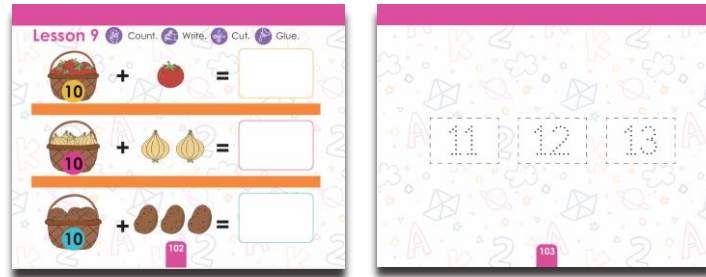 Lesson 9 Count. Write. Cut. Glue.
10 + =
10 + =
10 + =
102
11 12 13
103